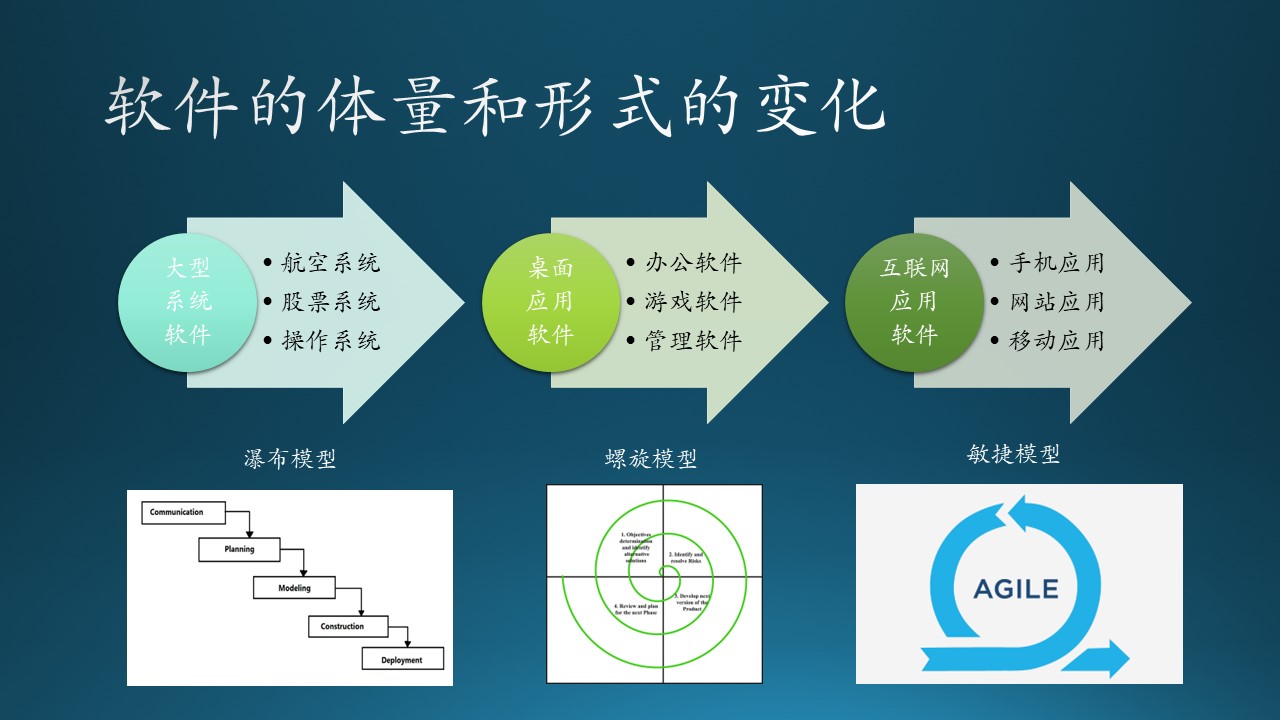 软件的体量和形式的变化
大型
系统
软件
• 航空系统
• 股票系统
• 操作系统
桌面
应用
软件
• 办公软件
• 游戏软件
• 管理软件
互联网
应用
软件
• 手机应用
• 网站应用
• 移动应用
瀑布模型
螺旋模型
敏捷模型
Communication
Planning
Modeling
Construction
Deployment
1. Objectives
determination
and identify
alternative
solutions
2. Identify and
resolve Risks
3. Develop next
version of the
Product
4. Review and plan
for the next Phase
AGILE